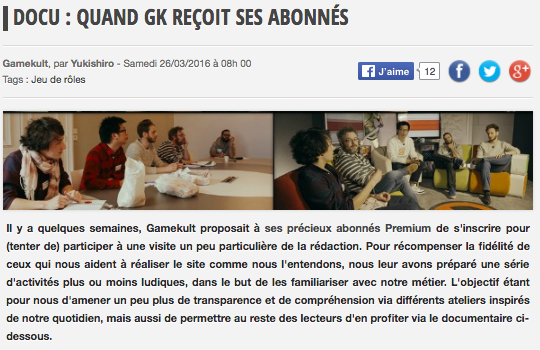 DOCU : QUAND GK REÇOIT SES ABONNÉS
Gamekult, par Yukishiro - Samedi 26/03/2016 à 08h 00
Tags : Jeu de rôles
J'aime 12
Il y a quelques semaines, Gamekult proposait à ses précieux abonnés Premium de s'inscrire pour
(tenter de) participer à une visite un peu particulière de la rédaction. Pour récompenser la fidélité de
ceux qui nous aident à réaliser le site comme nous l'entendons, nous leur avons préparé une série
d'activités plus ou moins ludiques, dans le but de les familiariser avec notre métier. L'objectif étant
pour nous d'amener un peu plus de transparence et de compréhension via différents ateliers inspirés
de notre quotidien, mais aussi de permettre au reste des lecteurs d'en profiter via le documentaire ci-
dessous.